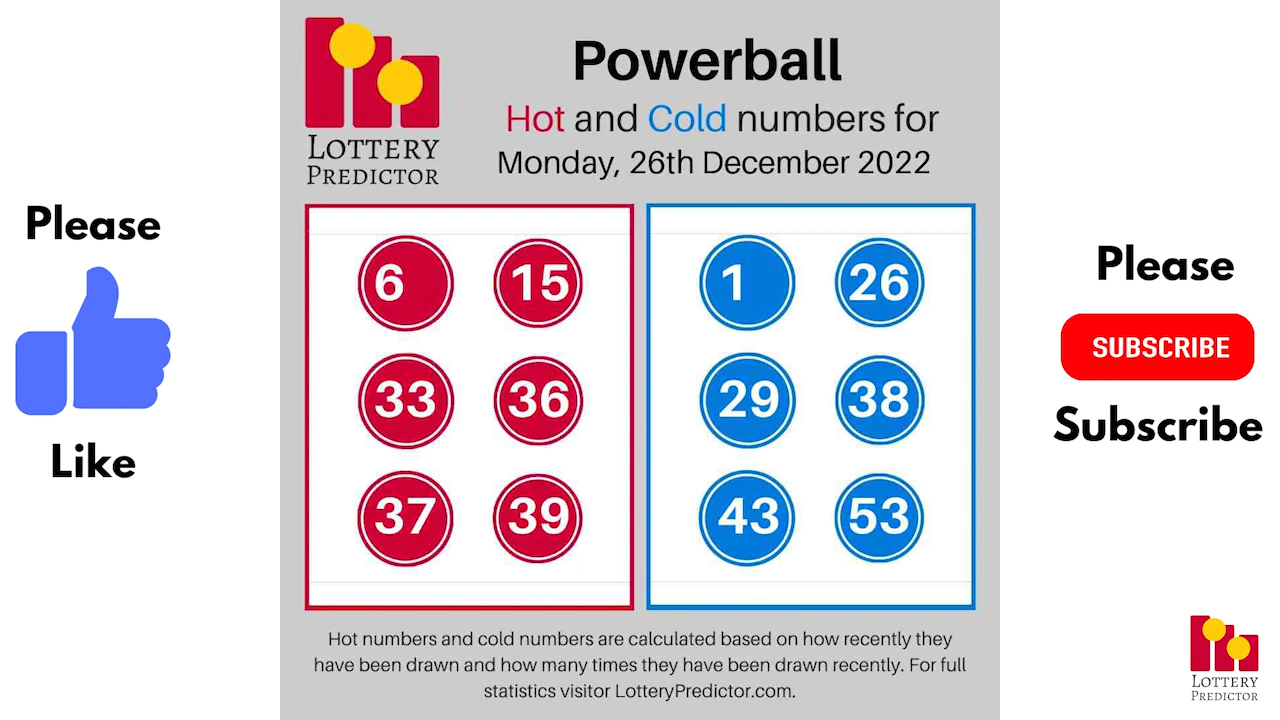 Please
Like
LOTTERY
PREDICTOR
Powerball
Hot and Cold numbers for
Monday, 26th December 2022
6 15
33 36
37 39
1 26
29 38
43 53
Hot numbers and cold numbers are calculated based on how recently they
have been drawn and how many times they have been drawn recently. For full
statistics visitor LotteryPredictor.com.
Please
SUBSCRIBE
Subscribe
LOTTERY
PREDICTOR